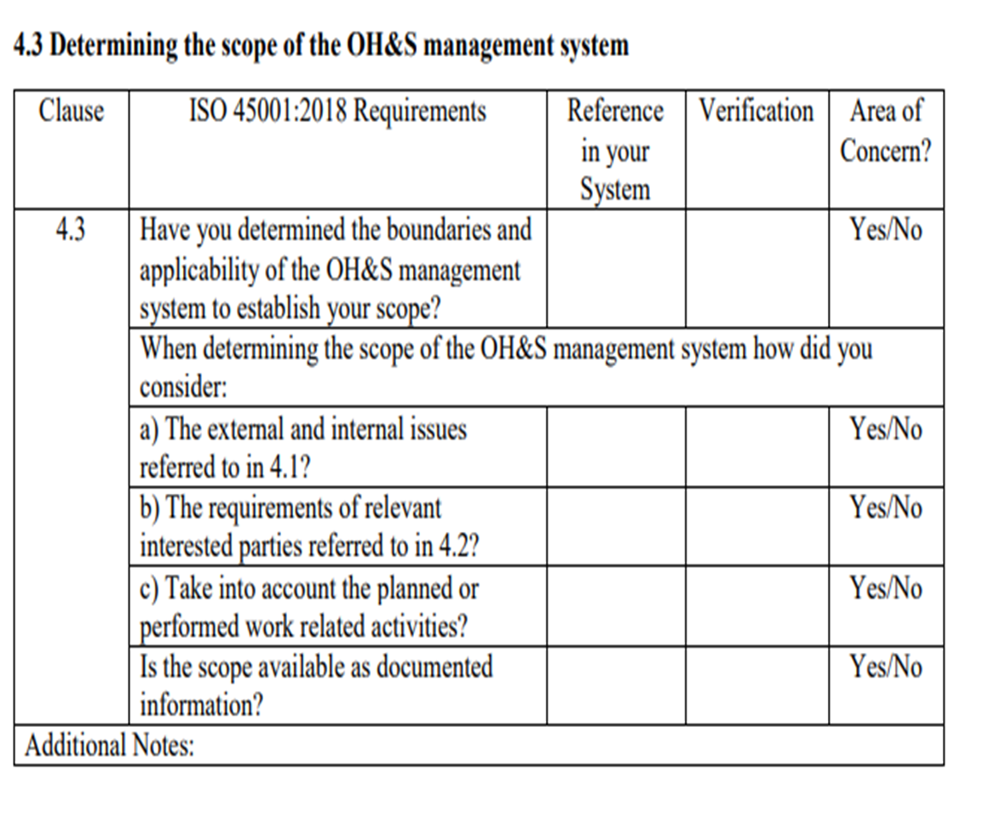 4.3 Determining the scope of the OH&S management system
Clause
ISO 45001:2018 Requirements
Reference
in your
System
Verification
Area of
Concern?
4.3
Have you determined the boundaries and
applicability of the OH&S management
system to establish your scope?
Yes/No
When determining the scope of the OH&S management system how did you
consider:
a) The external and internal issues
referred to in 4.1?
Yes/No
b) The requirements of relevant
interested parties referred to in 4.2?
Yes/No
c) Take into account the planned or
performed work related activities?
Yes/No
Is the scope available as documented
information?
Yes/No
Additional Notes: